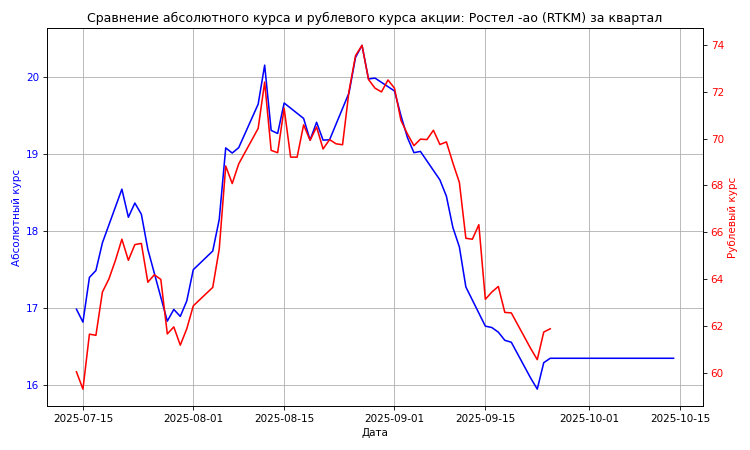 Сравнение абсолютного курса и рублевого курса акции: Ростел -ао (RTKM) за квартал
Абсолютный курс
20
19
18
17
16
74
72
70
68
66
64
62
60
Рублевый курс
2025-07-15 2025-08-01 2025-08-15 2025-09-01 2025-09-15 2025-10-01 2025-10-15
Дата